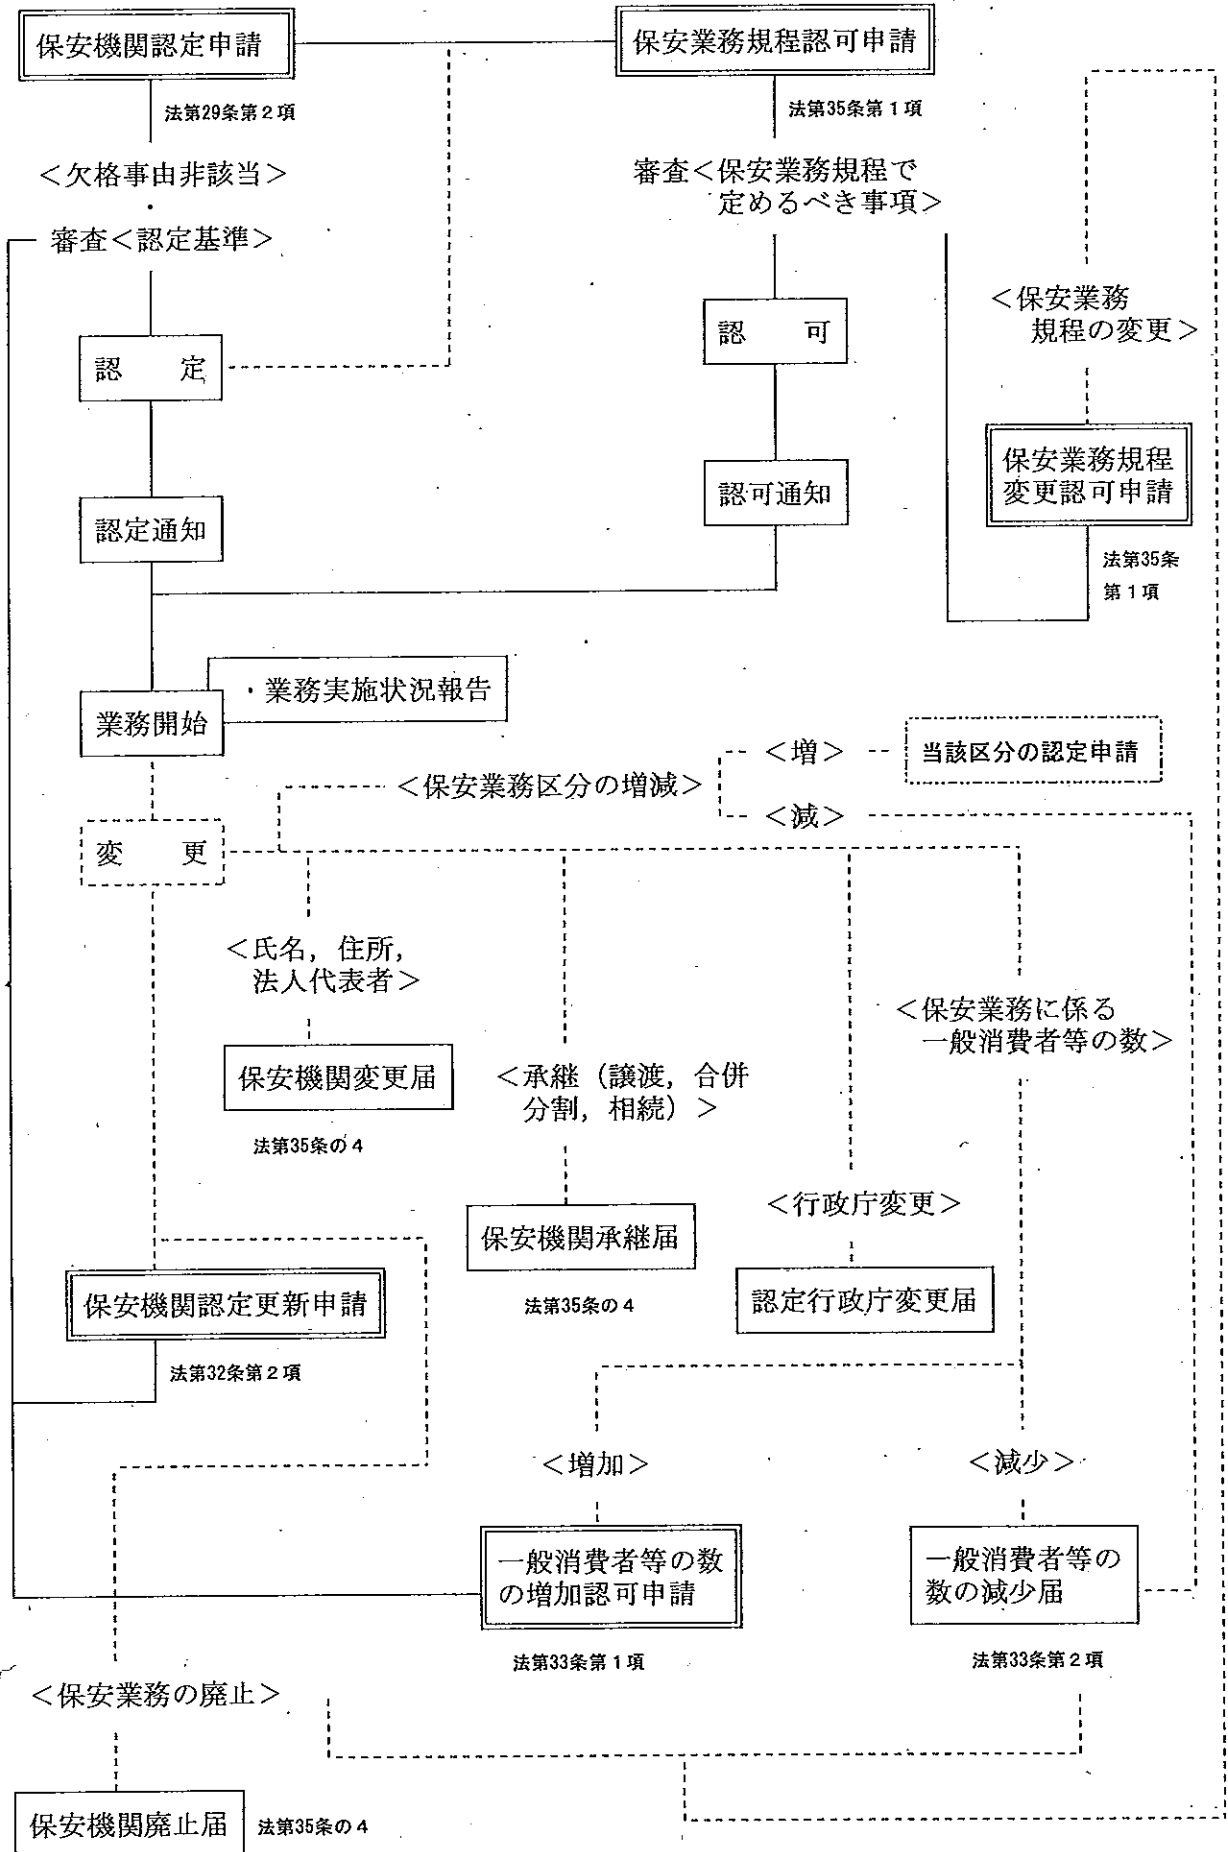 保安機関認定申請
保安業務規程認可申請
法第29条第2項
法第35条第1項
＜欠格事由非該当＞
・
審査＜認定基準＞
審査＜保安業務規程で
定めるべき事項＞
＜保安業務
規程の変更＞
認　　定
認　　可
保安業務規程
変更認可申請
法第35条
第1項
認定通知
認可通知
業務開始
・業務実施状況報告
＜保安業務区分の増減＞
＜増＞
当該区分の認定申請
＜減＞
変　　更
＜氏名，住所，
法人代表者＞
保安機関変更届
法第35条の4
＜承継（譲渡，合併
分割，相続）＞
保安機関承継届
法第35条の4
＜行政庁変更＞
認定行政庁変更届
＜保安業務に係る
一般消費者等の数＞
保安機関認定更新申請
法第32条第2項
＜増加＞
＜減少＞
一般消費者等の数
の増加認可申請
法第33条第1項
一般消費者等の
数の減少届
法第33条第2項
＜保安業務の廃止＞
保安機関廃止届
法第35条の4